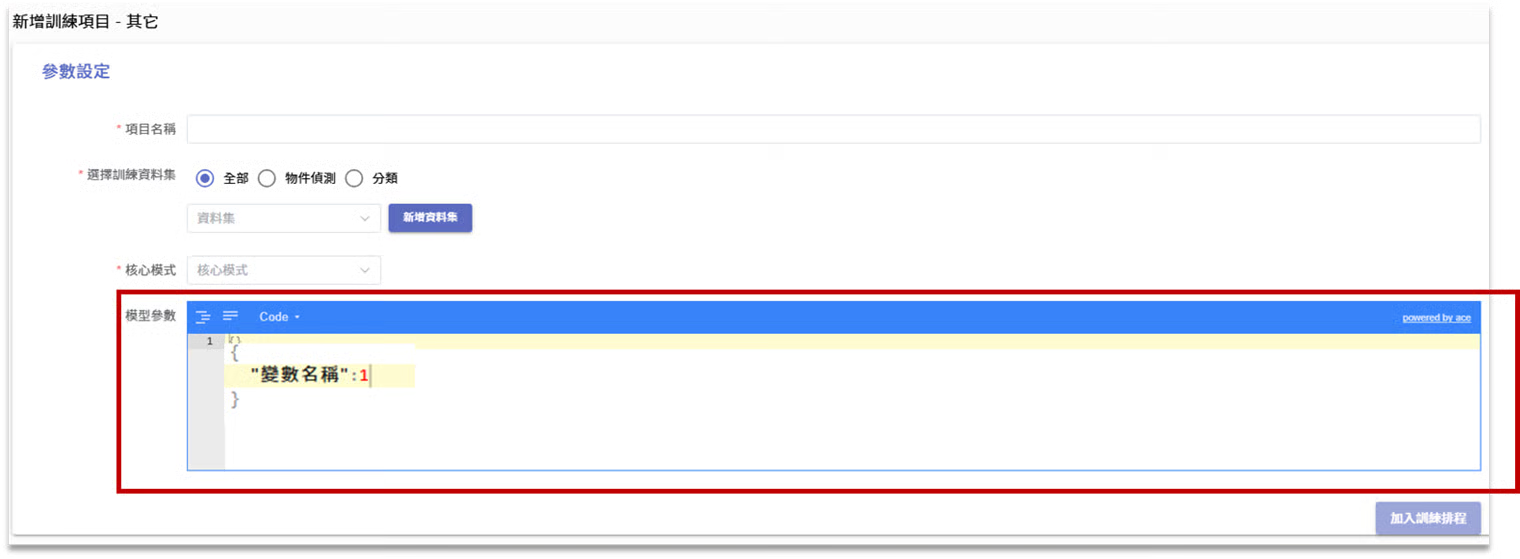 新增訓練項目 - 其它
參數設定
* 項目名稱
* 選擇訓練資料集 全部 物件偵測 分類
資料集 新增資料集
* 核心模式 核心模式
模型參數 Code powered by ace
1 {}
{
"變數名稱":1
}
加入訓練排程